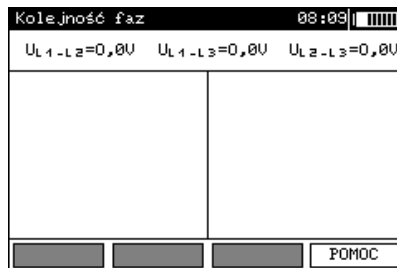 Kolejność faz 08:09
UL1-L2=0,0V UL1-L3=0,0V UL2-L3=0,0V
POMOC